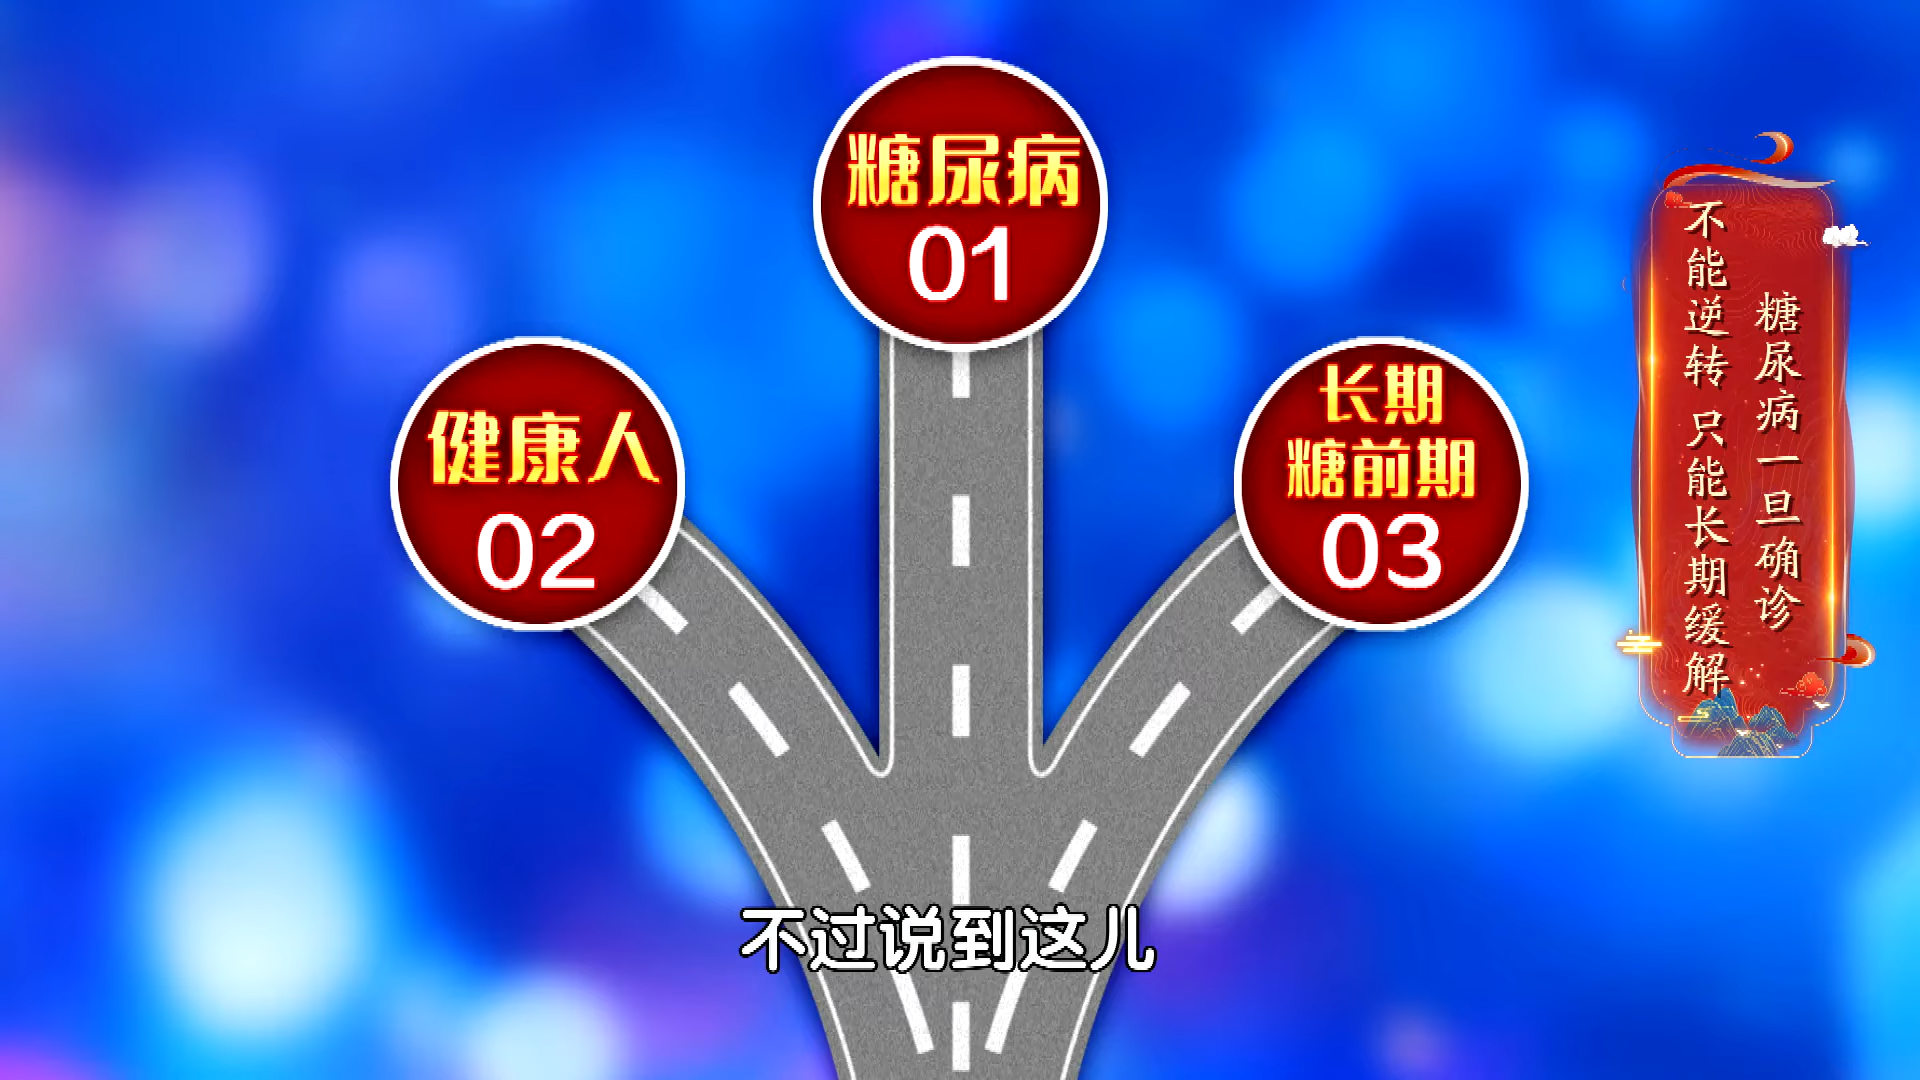 糖尿病
01
健康人
02
长期
糖前期
03
糖尿病一旦确诊
不能逆转 只能长期缓解
不过说到这儿